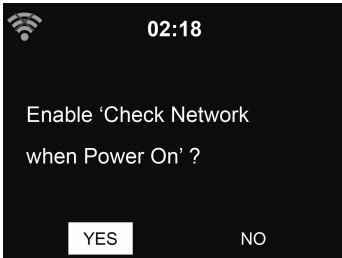 02:18
Enable ‘Check Network
when Power On’ ?
YES NO